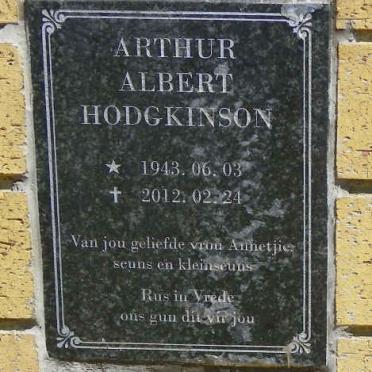 ARTHUR
ALBERT
HODGKINSON
★ 1943. 06. 03
✝ 2012. 02. 24
Van jou geliefde vrou Annetjie,
seuns en kleinseuns
Rus in Vrede
ons gun dit vir jou